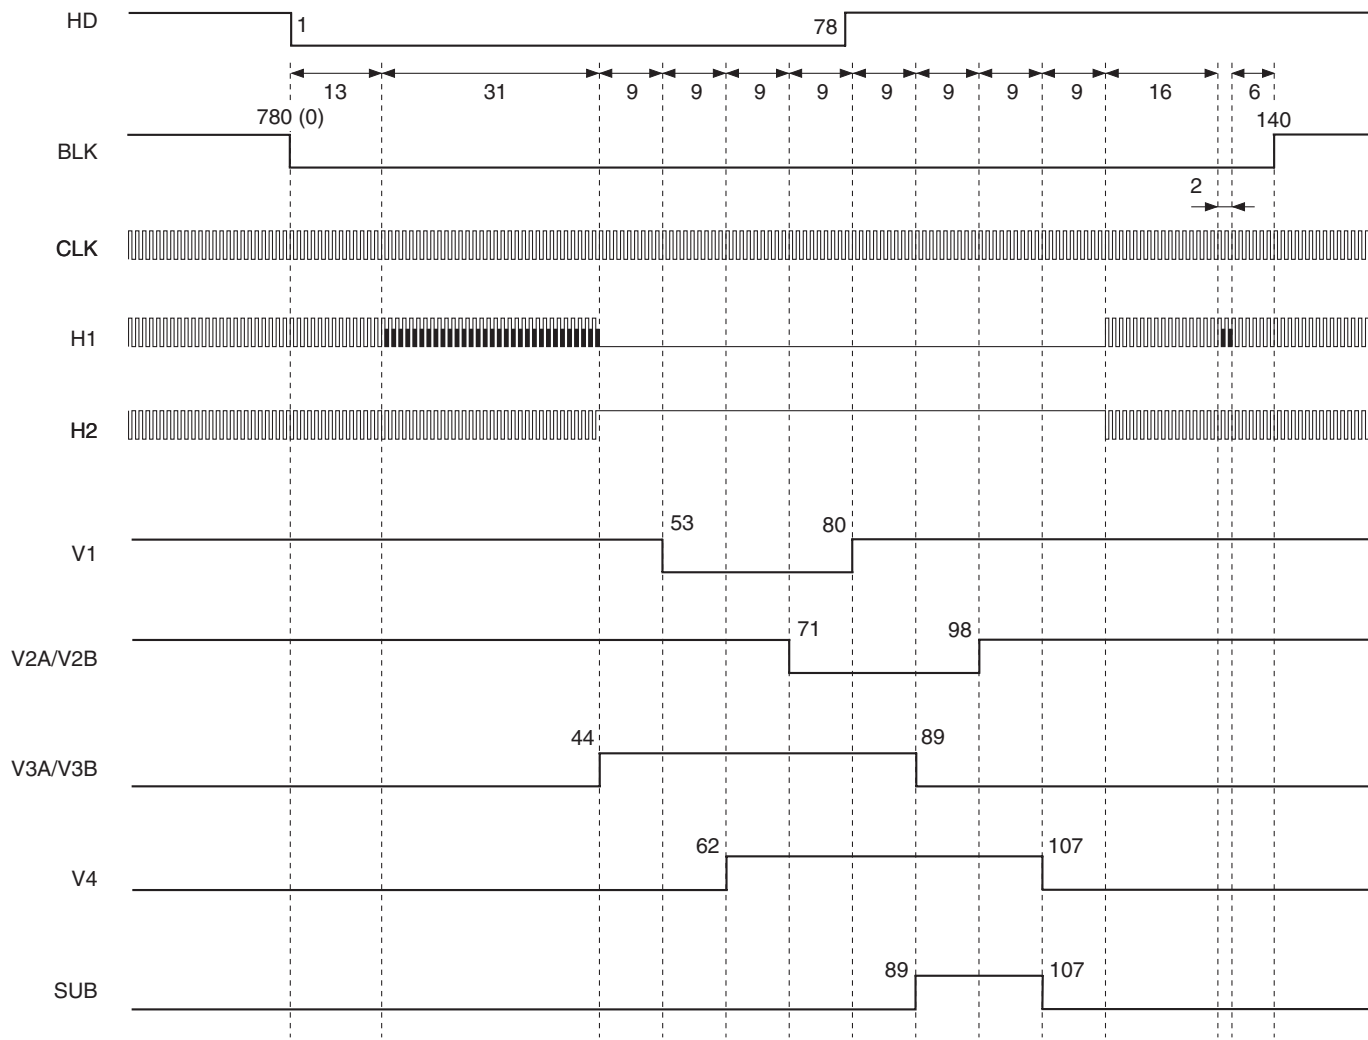 HD 1 78
13 31 9 9 9 9 9 9 9 9 16 6
780 (0) 140
BLK
2
CLK
H1
H2
53 80
V1
71 98
V2A/V2B
44 89
V3A/V3B
62 107
V4
89 107
SUB